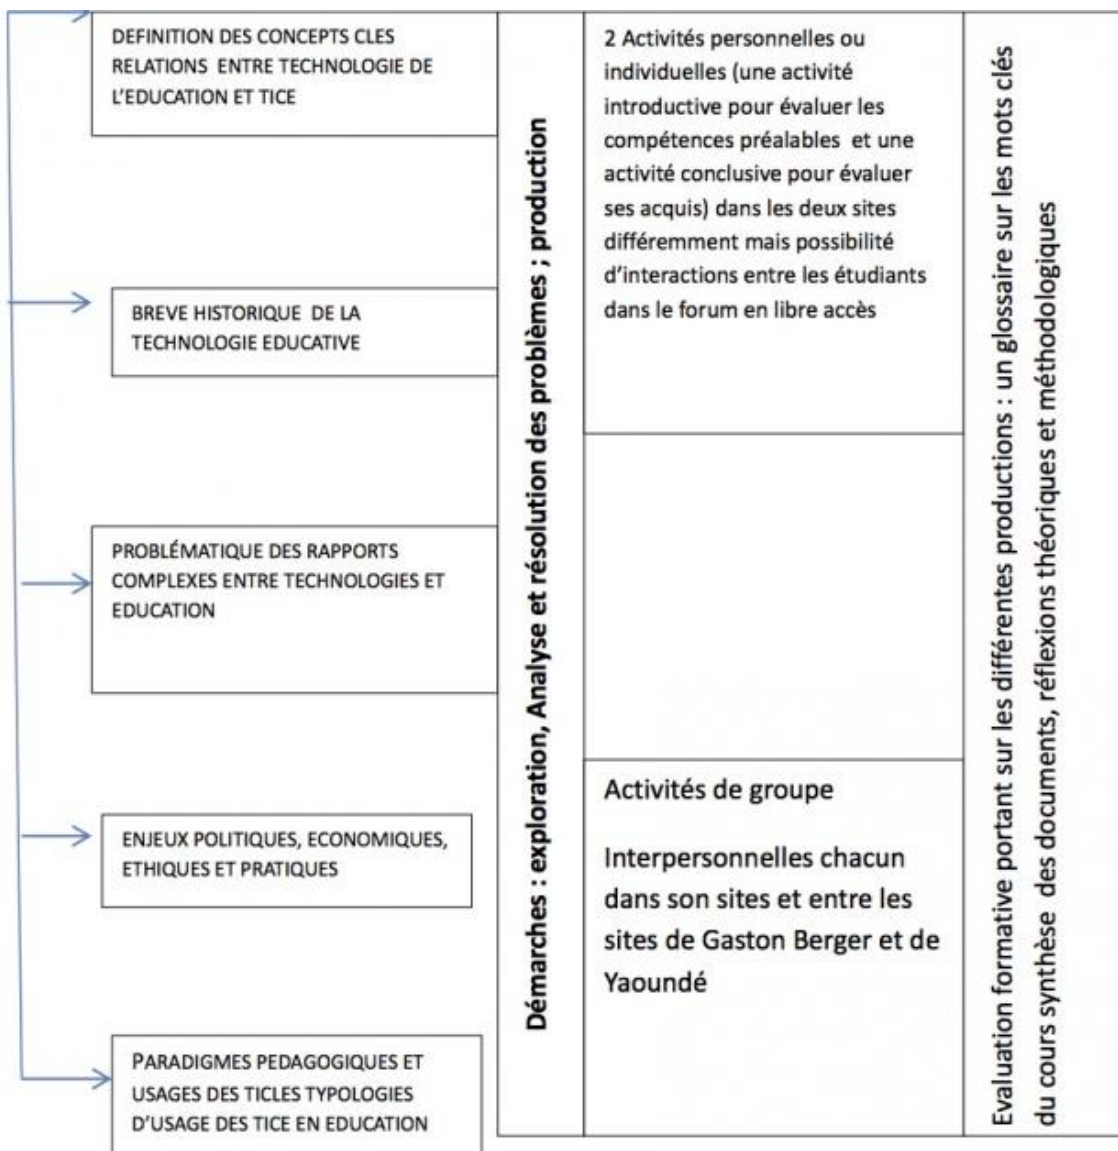 DEFINITION DES CONCEPTS CLES
RELATIONS ENTRE TECHNOLOGIE DE
L'EDUCATION ET TICE
BREVE HISTORIQUE DE LA
TECHNOLOGIE EDUCATIVE
PROBLÉMATIQUE DES RAPPORTS
COMPLEXES ENTRE TECHNOLOGIES ET
EDUCATION
ENJEUX POLITIQUES, ECONOMIQUES,
ETHIQUES ET PRATIQUES
PARADIGMES PEDAGOGIQUES ET
USAGES DES TICLES TYPOLOGIES
D'USAGE DES TICE EN EDUCATION
Démarches : exploration, Analyse et résolution des problèmes ; production
2 Activités personnelles ou
individuelles (une activité
introductive pour évaluer les
compétences préalables et une
activité conclusive pour évaluer
ses acquis) dans les deux sites
différemment mais possibilité
d'interactions entre les étudiants
dans le forum en libre accès
Activités de groupe
Interpersonnelles chacun
dans son sites et entre les
sites de Gaston Berger et de
Yaoundé
Evaluation formative portant sur les différentes productions : un glossaire sur les mots clés
du cours synthèse des documents, réflexions théoriques et méthodologiques